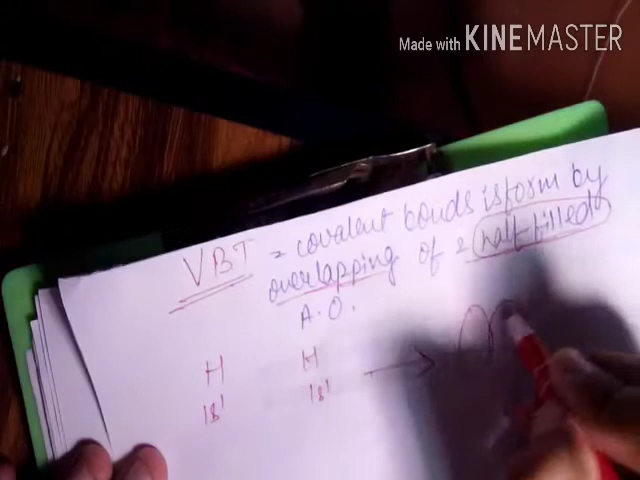 Made with KINEMASTER
VBT = covalent bonds is form by
overlapping of 2 half filled
A.O.
H H
1s¹ 1s¹